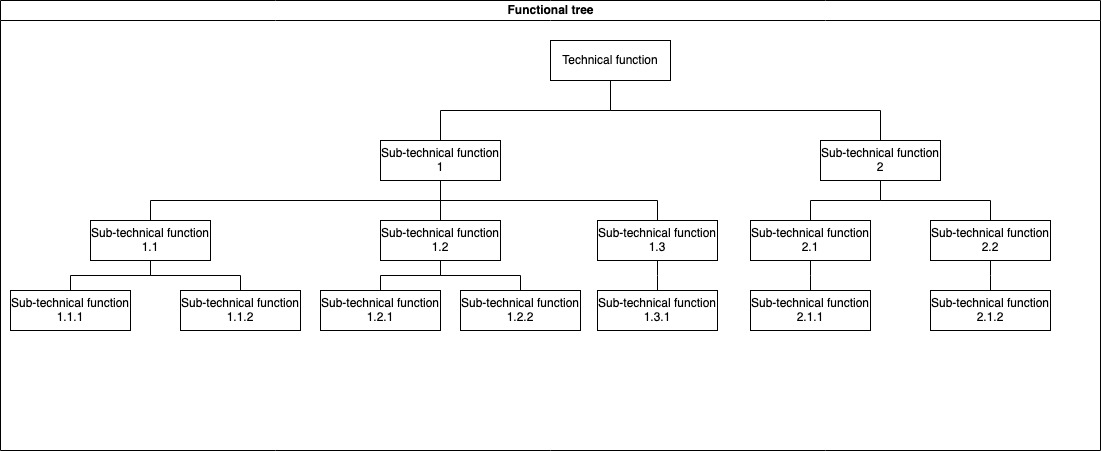 Functional tree
Technical function
Sub-technical function
1
Sub-technical function
2
Sub-technical function
1.1
Sub-technical function
1.2
Sub-technical function
1.3
Sub-technical function
2.1
Sub-technical function
2.2
Sub-technical function
1.1.1
Sub-technical function
1.1.2
Sub-technical function
1.2.1
Sub-technical function
1.2.2
Sub-technical function
1.3.1
Sub-technical function
2.1.1
Sub-technical function
2.1.2